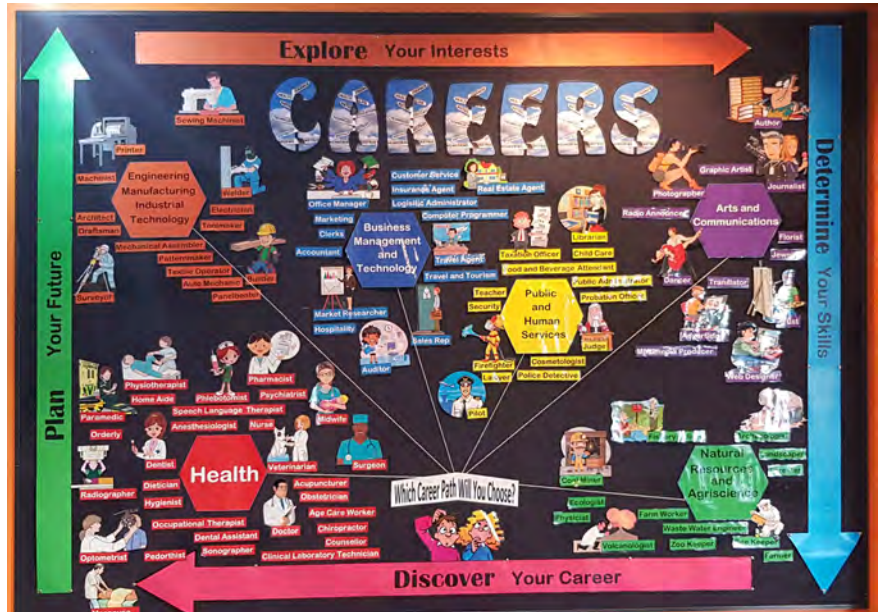 Explore Your Interests
CAREERS
Determine Your Skills
Plan Your Future
Discover Your Career
Sewing Machinist
Printer
Machinist
Engineering
Manufacturing
Industrial
Technology
Welder
Electrician
Toolmaker
Architect
Draftsman
Mechanical Assembler
Patternmaker
Textile Operator
Auto Mechanic
Panelbeater
Builder
Surveyor
Office Manager
Marketing
Clerks
Accountant
Customer Service
Insurance Agent
Logistic Administrator
Computer Programmer
Real Estate Agent
Business
Management
and
Technology
Travel Agent
Travel and Tourism
Market Researcher
Hospitality
Auditor
Sales Rep
Librarian
Taxation Officer
Child Care
Food and Beverage Attendant
Public Administrator
Probation Officer
Teacher
Security
Public
and
Human
Services
Judge
Firefighter
Lawyer
Cosmetologist
Police Detective
Pilot
Author
Graphic Artist
Journalist
Photographer
Radio Announcer
Arts and
Communications
Florist
Dancer
Translator
Advertising
Producer
Web Designer
Physiotherapist
Home Aide
Phlebotomist
Pharmacist
Psychiatrist
Speech Language Therapist
Anesthesiologist
Nurse
Midwife
Paramedic
Orderly
Dentist
Health
Veterinarian
Surgeon
Radiographer
Dietician
Hygienist
Acupuncturer
Obstetrician
Age Care Worker
Doctor
Chiropractor
Counselor
Clinical Laboratory Technician
Occupational Therapist
Dental Assistant
Sonographer
Optometrist
Pedorthist
Which Career Path Will You Choose?
Natural
Resources
and
Agriscience
Landscaper
Coal Miner
Ecologist
Physicist
Farm Worker
Waste Water Engineer
Volcanologist
Zoo Keeper
Bee Keeper
Farmer